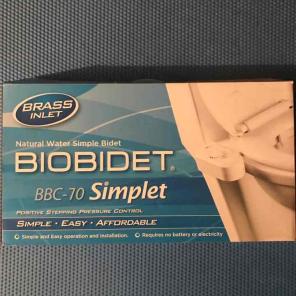 BRASS
INLET
Natural Water Simple Bidet
BIOBIDET®
BBC-70 Simplet
POSITIVE STEPPING PRESSURE CONTROL
SIMPLE • EASY • AFFORDABLE
Simple and Easy operation and installation. Requires no battery or electricity